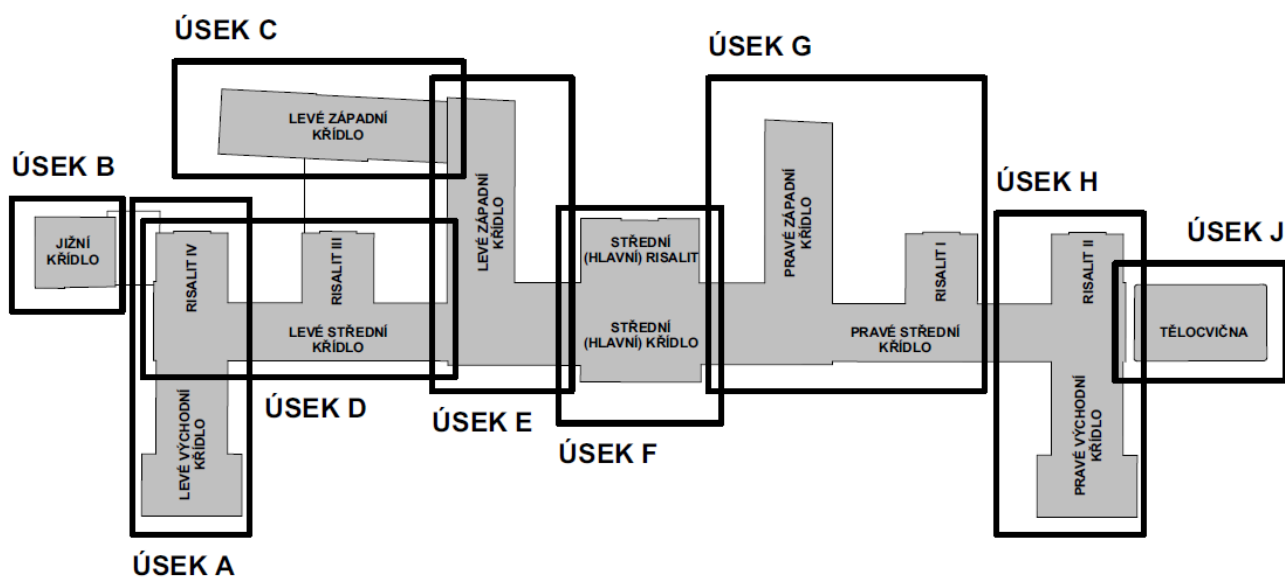 ÚSEK C
ÚSEK G
LEVÉ ZÁPADNÍ
KŘÍDLO
ÚSEK B
ÚSEK H
JIŽNÍ
KŘÍDLO
RISALIT IV
RISALIT III
LEVÉ ZÁPADNÍ
KŘÍDLO
STŘEDNÍ
(HLAVNÍ) RISALIT
PRAVÉ ZÁPADNÍ
KŘÍDLO
RISALIT I
RISALIT II
ÚSEK J
LEVÉ STŘEDNÍ
KŘÍDLO
STŘEDNÍ
(HLAVNÍ) KŘÍDLO
PRAVÉ STŘEDNÍ
KŘÍDLO
TĚLOCVIČNA
LEVÉ VÝCHODNÍ
KŘÍDLO
ÚSEK D
ÚSEK E
ÚSEK F
PRAVÉ VÝCHODNÍ
KŘÍDLO
ÚSEK A